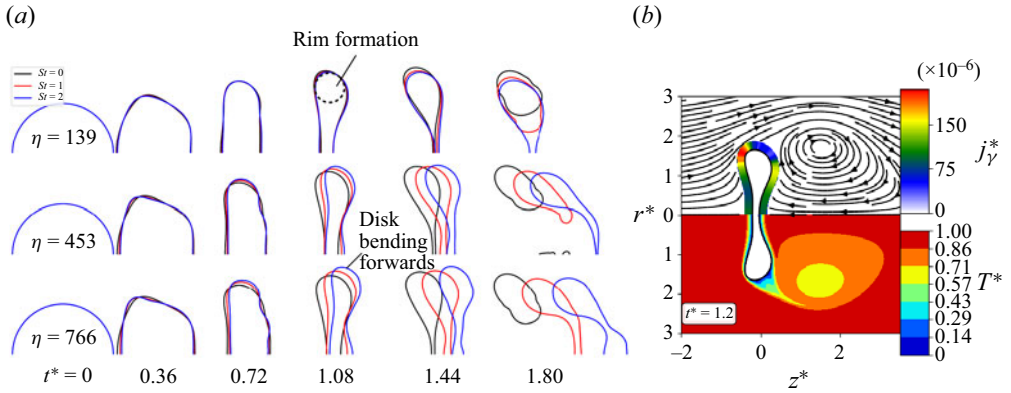 (a)
Rim formation
St = 0
St = 1
St = 2
η = 139
η = 453
Disk
bending
forwards
η = 766
t* = 0 0.36 0.72 1.08 1.44 1.80
(b)
(×10⁻⁶)
3
2
1
r* 0
1
2
3
−2 0 2
z*
t* = 1.2
150
75
0
j*γ
1.00
0.86
0.71
0.57
0.43
0.29
0.14
0
T*